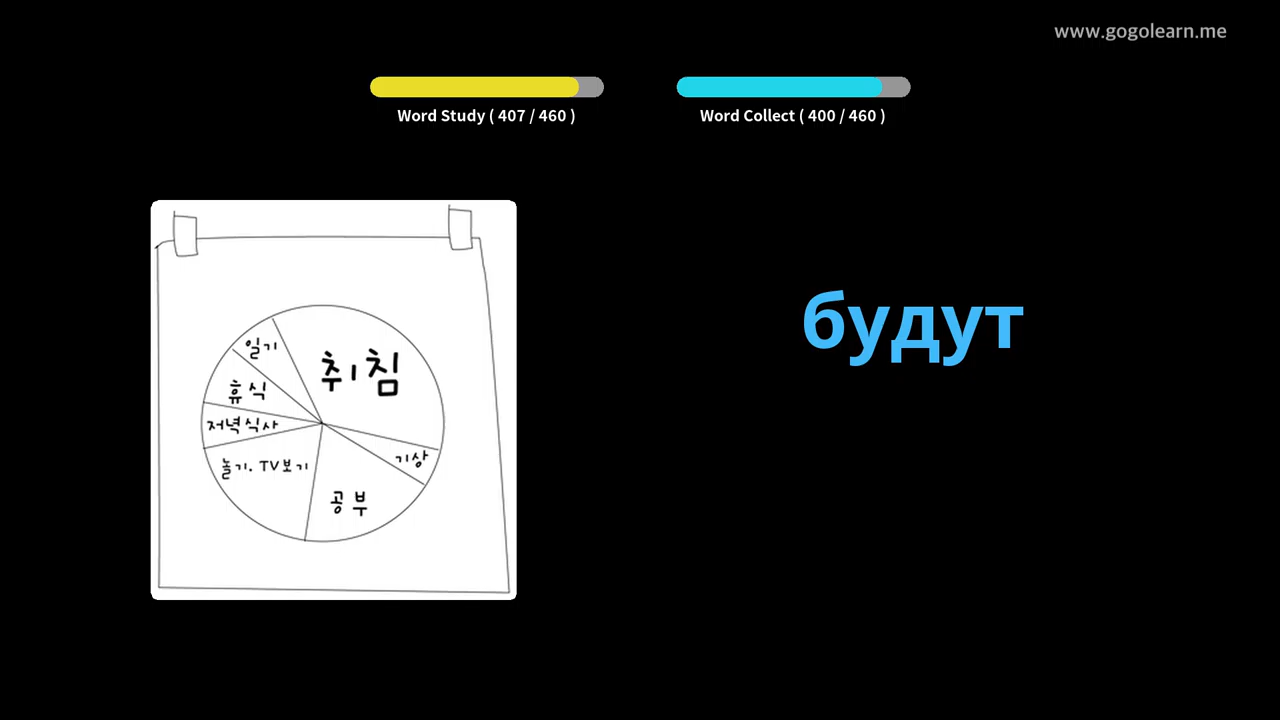 www.gogolearn.me
Word Study ( 407 / 460 )
Word Collect ( 400 / 460 )
일기
취침
휴식
저녁식사
놀기. TV보기
기상
공부
будут